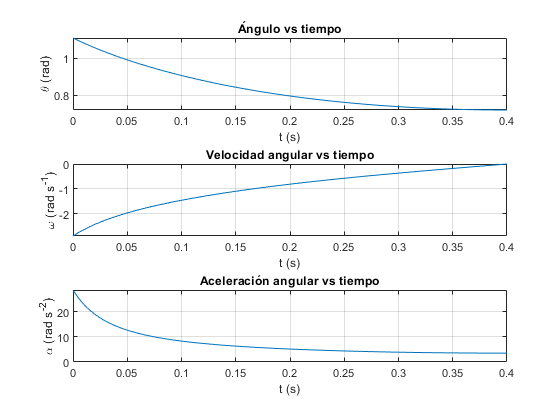 Ángulo vs tiempo
θ (rad)
1
0.8
0 0.05 0.1 0.15 0.2 0.25 0.3 0.35 0.4
t (s)
Velocidad angular vs tiempo
ω (rad s⁻¹)
0
-1
-2
0 0.05 0.1 0.15 0.2 0.25 0.3 0.35 0.4
t (s)
Aceleración angular vs tiempo
α (rad s⁻²)
20
10
0
0 0.05 0.1 0.15 0.2 0.25 0.3 0.35 0.4
t (s)